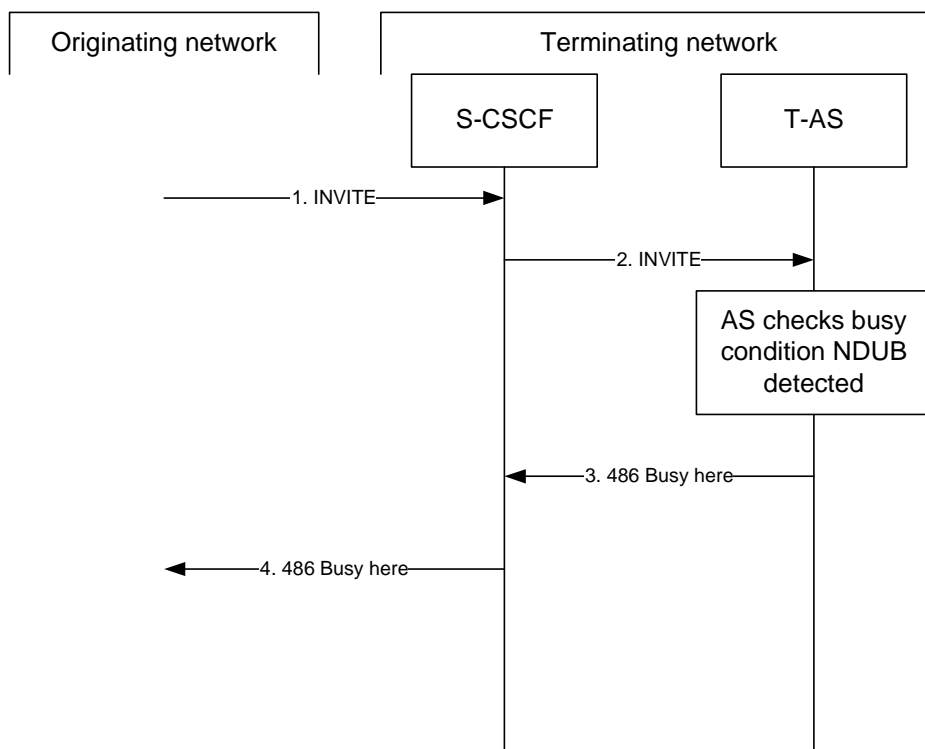 Originating network
Terminating network
S-CSCF
T-AS
1. INVITE
2. INVITE
AS checks busy
condition NDUB
detected
3. 486 Busy here
4. 486 Busy here